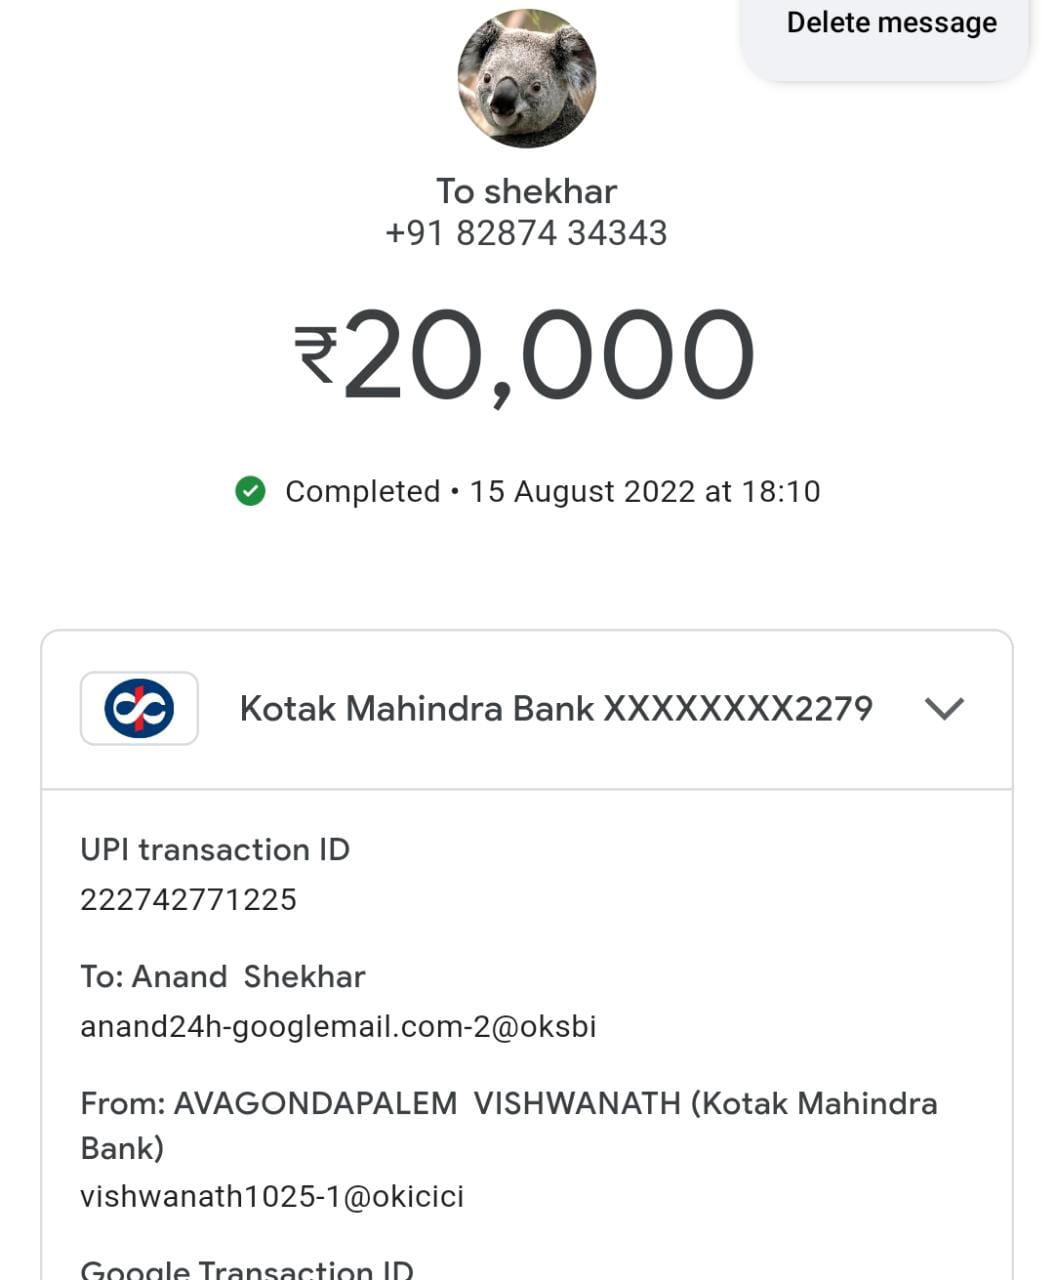 Delete message
To shekhar
+91 82874 34343
₹20,000
Completed • 15 August 2022 at 18:10
Kotak Mahindra Bank XXXXXXXX2279
UPI transaction ID
222742771225
To: Anand Shekhar
anand24h-googlemail.com-2@oksbi
From: AVAGONDAPALEM VISHWANATH (Kotak Mahindra
Bank)
vishwanath1025-1@okicici
Google Transaction ID